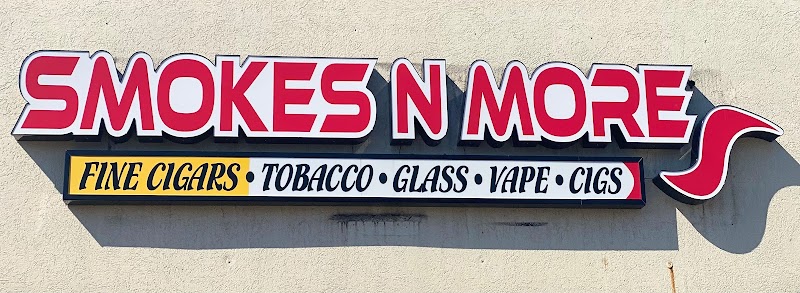 SMOKES N MORE
FINE CIGARS • TOBACCO • GLASS • VAPE • CIGS